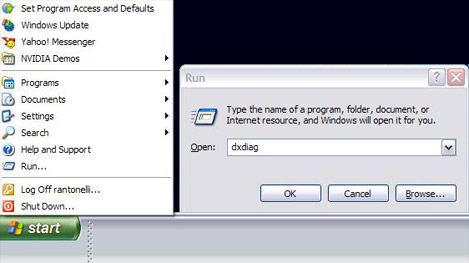 Set Program Access and Defaults
Windows Update
Yahoo! Messenger
NVIDIA Demos
Programs
Documents
Settings
Search
Help and Support
Run...
Log Off rantonelli...
Shut Down...
start
Run
Type the name of a program, folder, document, or
Internet resource, and Windows will open it for you.
Open:
dxdiag
OK
Cancel
Browse...